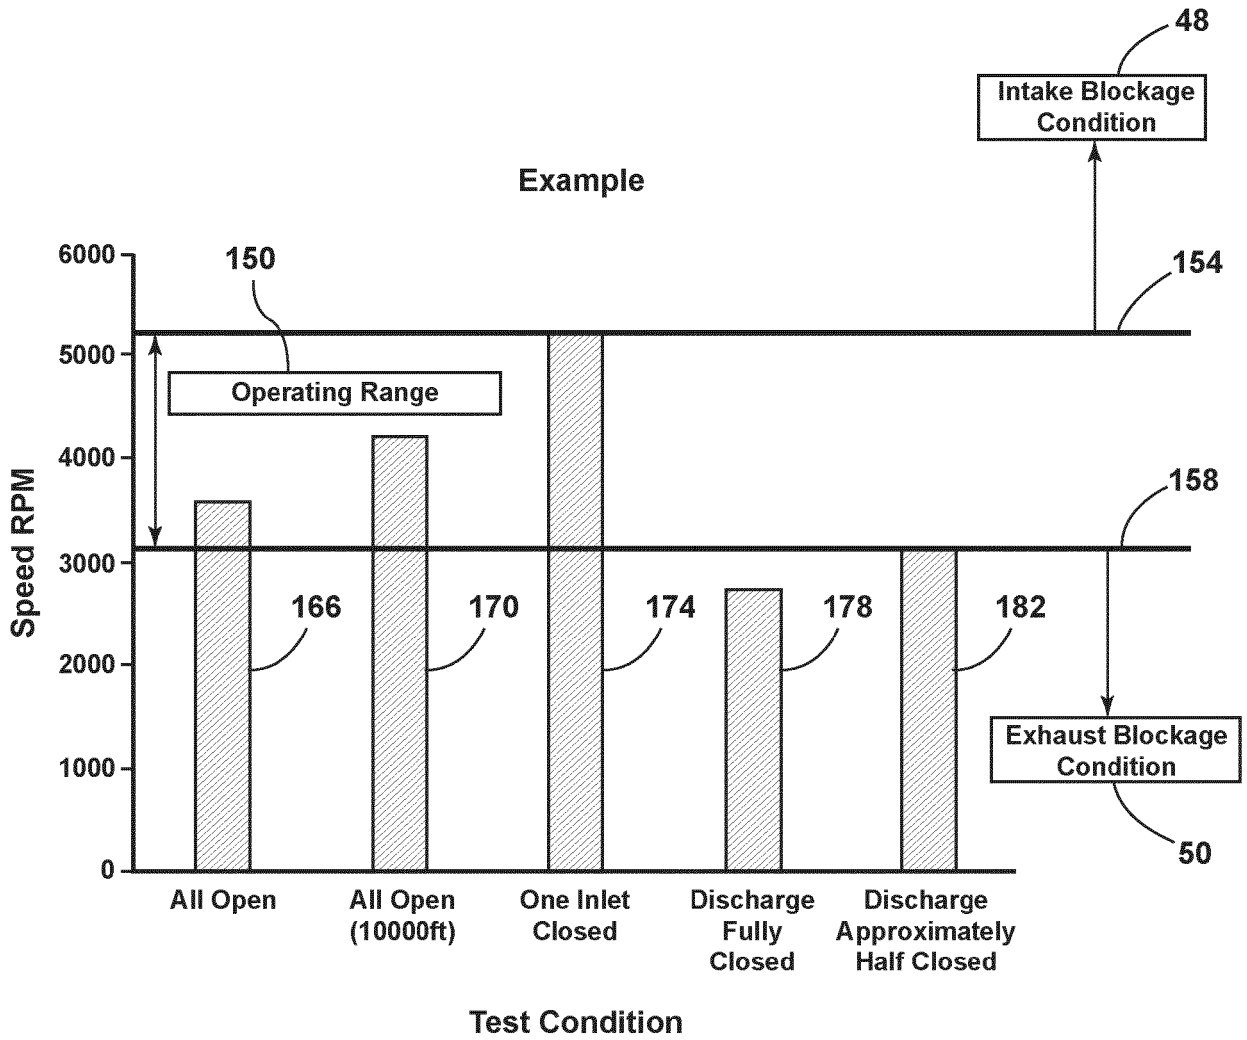 48
Intake Blockage
Condition
Example
6000
150
154
5000
Operating Range
4000
158
3000
Speed RPM
166
170
174
178
182
2000
Exhaust Blockage
Condition
1000
50
0
All Open
All Open
(10000ft)
One Inlet
Closed
Discharge
Fully
Closed
Discharge
Approximately
Half Closed
Test Condition